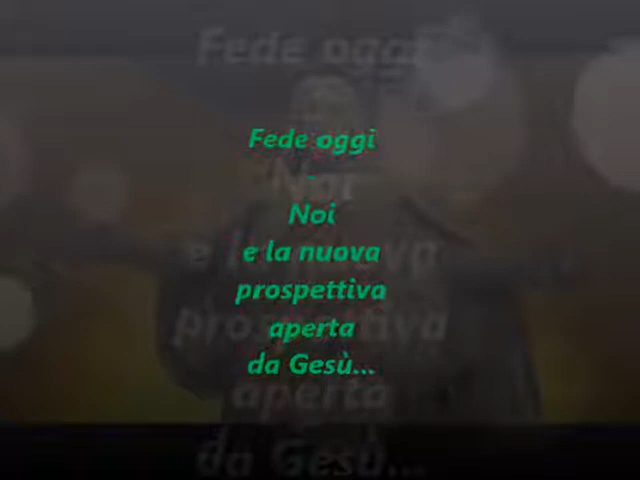 Fede oggi
-
Noi
e la nuova
prospettiva
aperta
da Gesù...